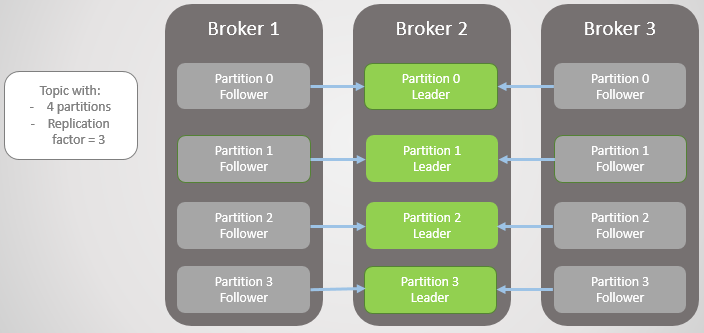 Broker 1
Broker 2
Broker 3
Topic with:
- 4 partitions
- Replication
factor = 3
Partition 0
Follower
Partition 0
Leader
Partition 0
Follower
Partition 1
Follower
Partition 1
Leader
Partition 1
Follower
Partition 2
Follower
Partition 2
Leader
Partition 2
Follower
Partition 3
Follower
Partition 3
Leader
Partition 3
Follower